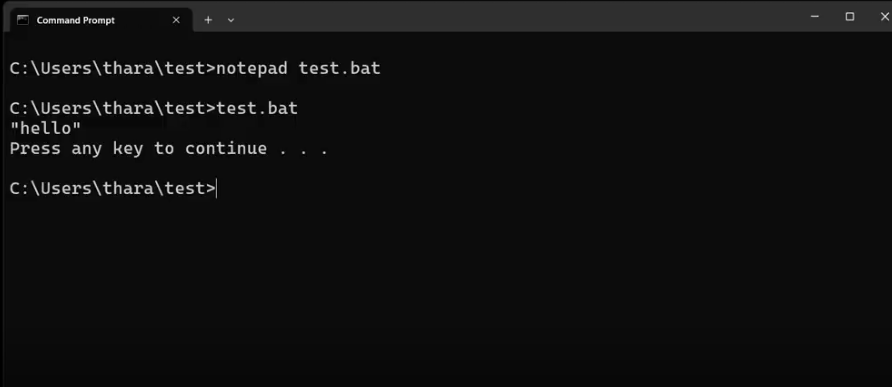 Command Prompt
C:\Users\thara\test>notepad test.bat
C:\Users\thara\test>test.bat
"hello"
Press any key to continue . . .
C:\Users\thara\test>